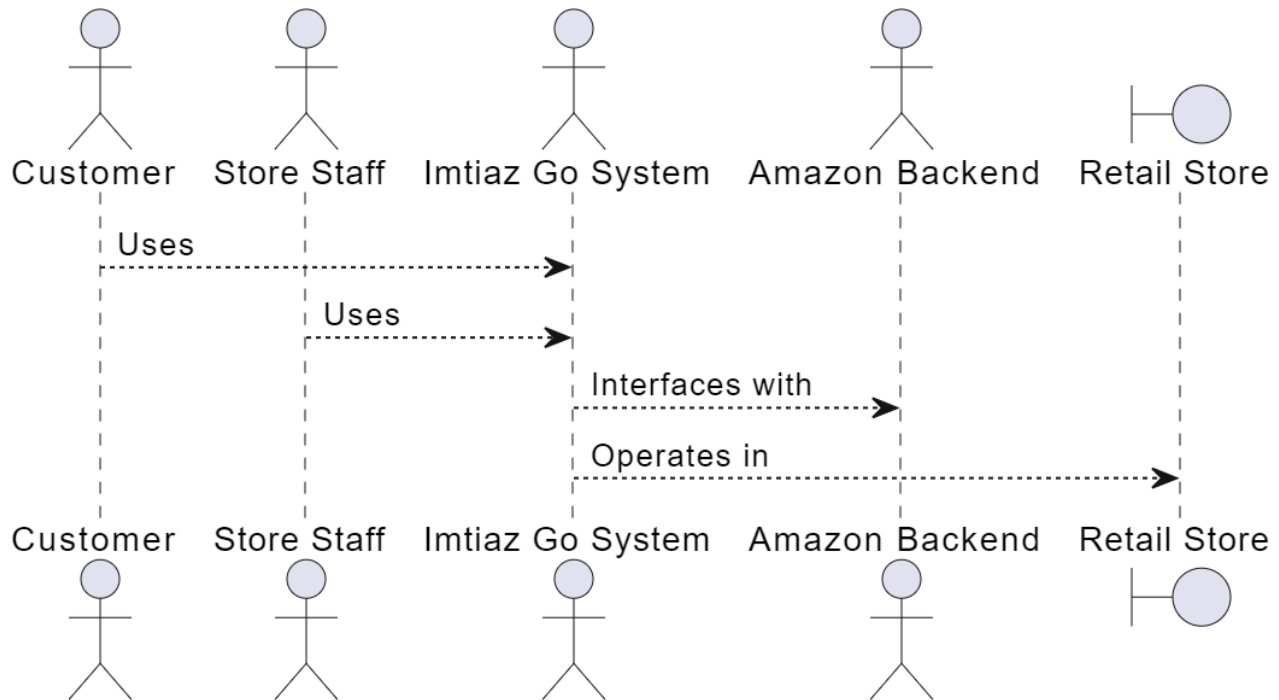 Customer Store Staff Imtiaz Go System Amazon Backend Retail Store
Uses
Uses
Interfaces with
Operates in
Customer Store Staff Imtiaz Go System Amazon Backend Retail Store